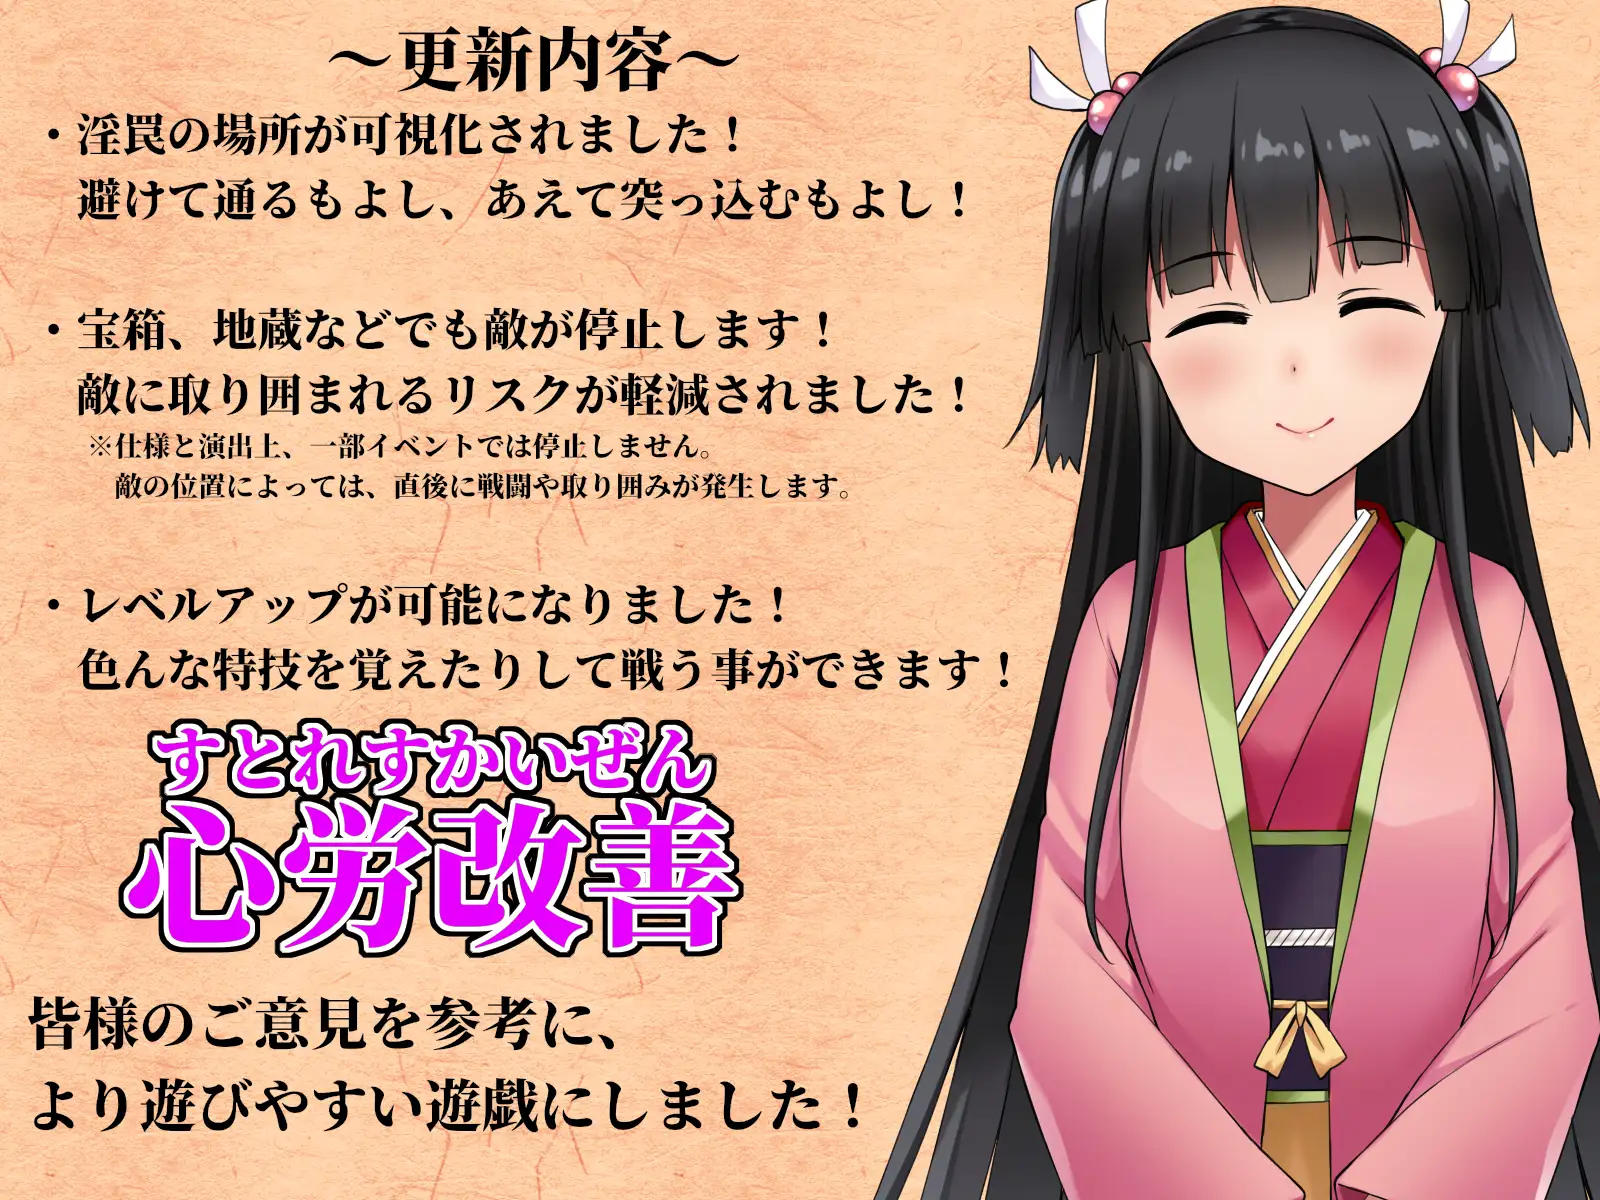 ～更新内容～
・淫罠の場所が可視化されました！
避けて通るもよし、あえて突っ込むもよし！
・宝箱、地蔵などでも敵が停止します！
敵に取り囲まれるリスクが軽減されました！
※仕様と演出上、一部イベントでは停止しません。
敵の位置によっては、直後に戦闘や取り囲みが発生します。
・レベルアップが可能になりました！
色んな特技を覚えたりして戦う事ができます！
すとれすかいぜん
心労改善
皆様のご意見を参考に、
より遊びやすい遊戯にしました！